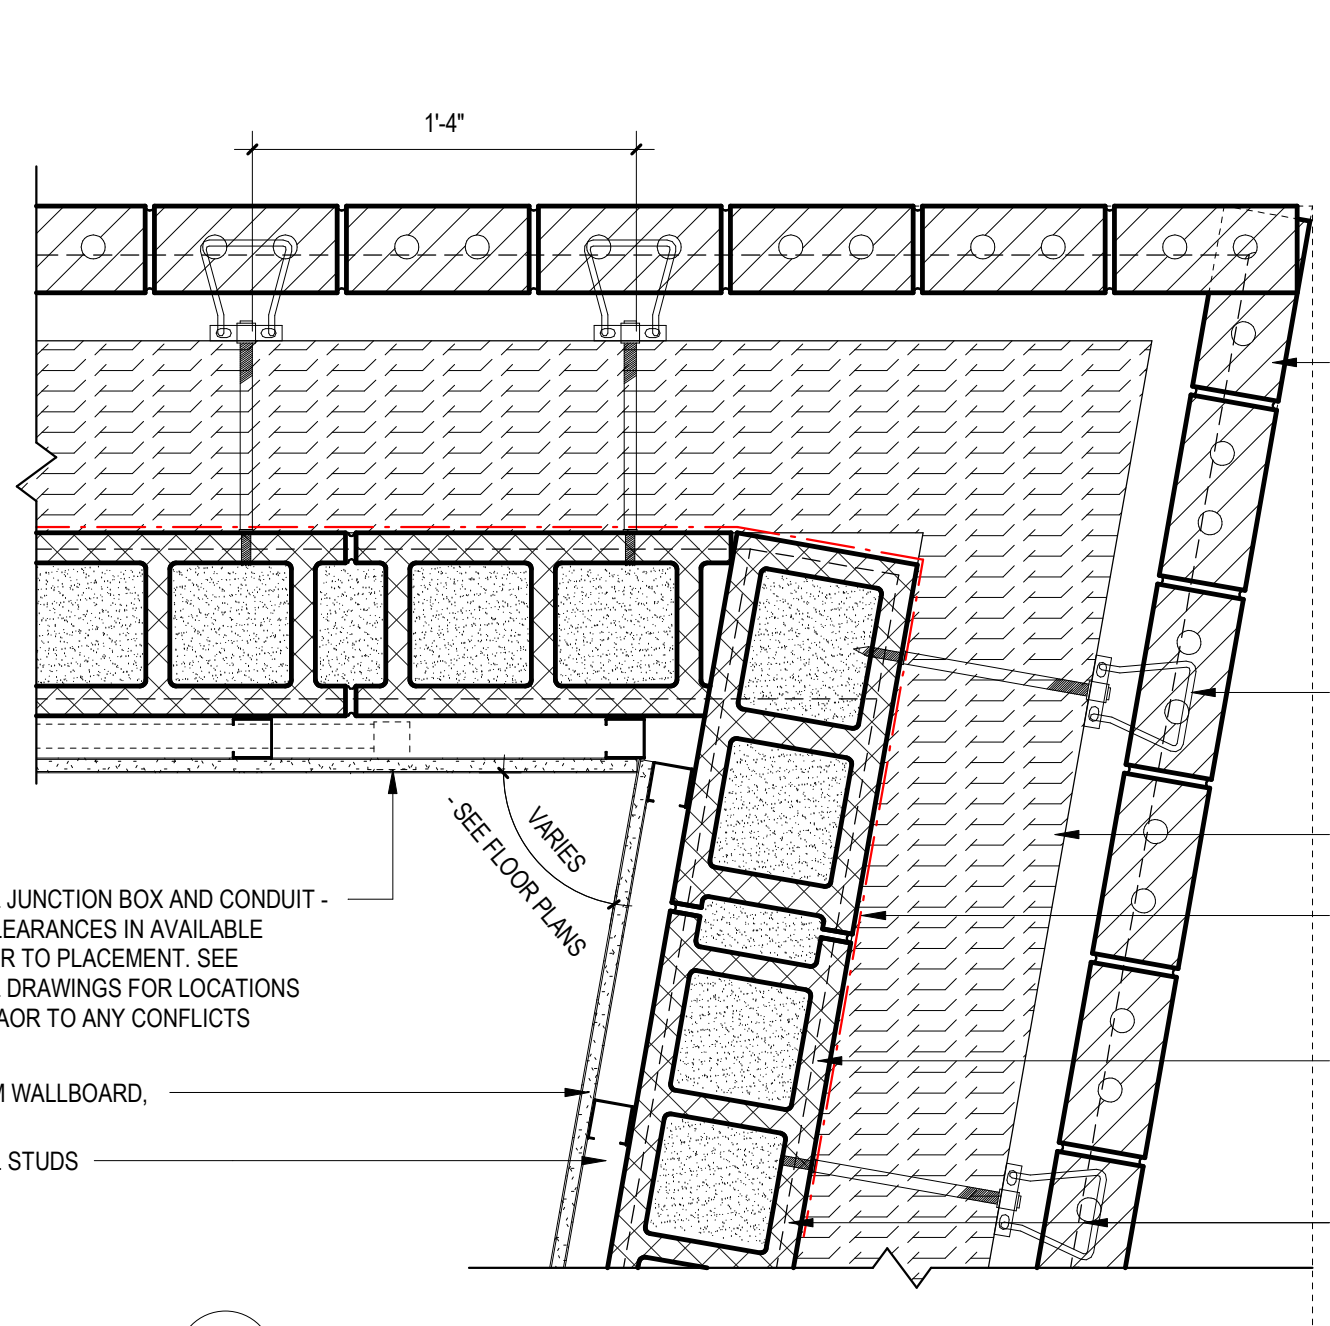 1'-4"
VARIES
- SEE FLOOR PLANS
JUNCTION BOX AND CONDUIT -
LEARANCES IN AVAILABLE
R TO PLACEMENT. SEE
DRAWINGS FOR LOCATIONS
AOR TO ANY CONFLICTS
M WALLBOARD,
STUDS